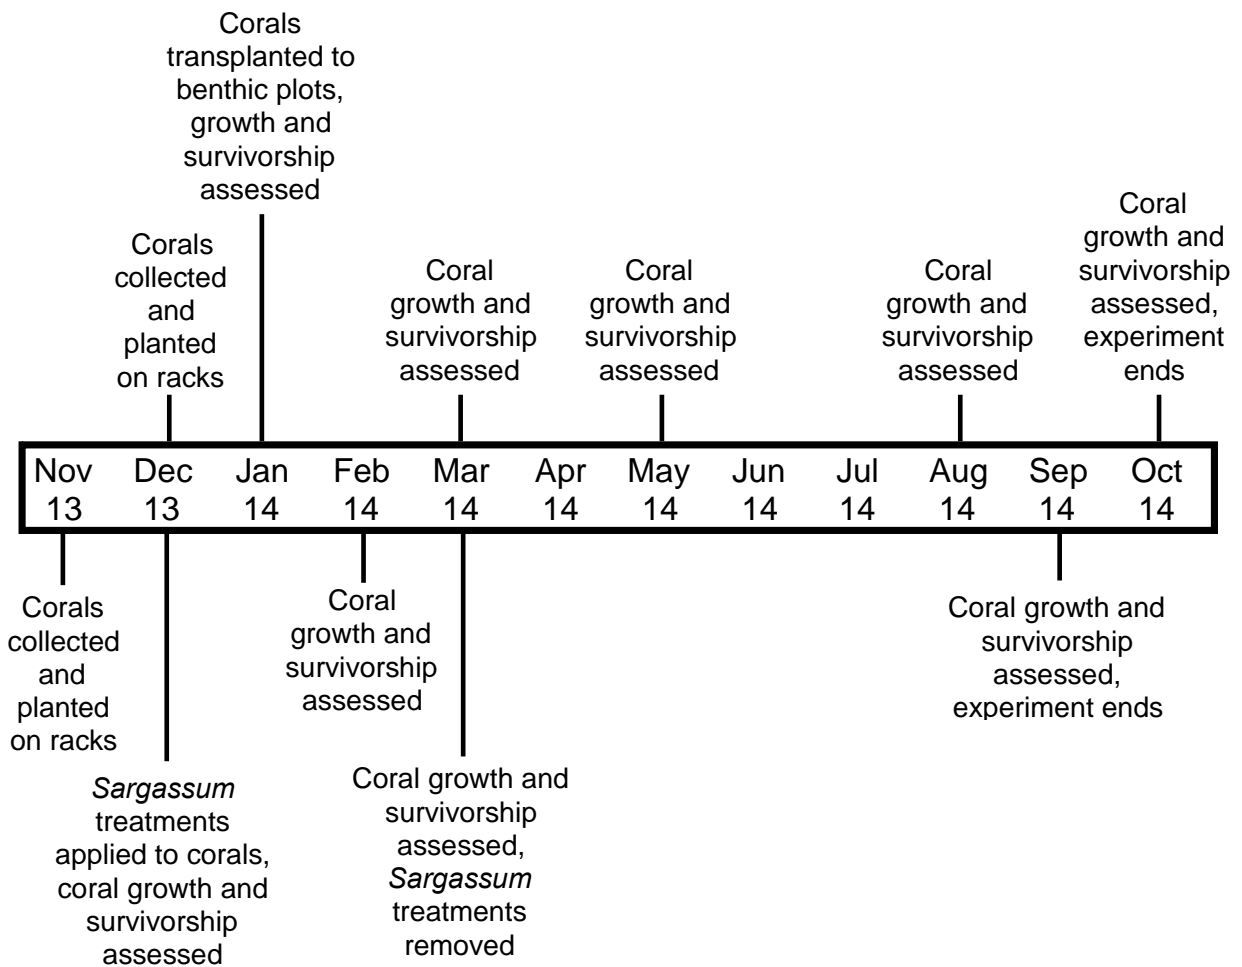 Corals
transplanted to
benthic plots,
growth and
survivorship
assessed
Corals
collected
and
planted
on racks
Coral
growth and
survivorship
assessed
Coral
growth and
survivorship
assessed
Coral
growth and
survivorship
assessed
Coral
growth and
survivorship
assessed,
experiment
ends
Nov
13
Dec
13
Jan
14
Feb
14
Mar
14
Apr
14
May
14
Jun
14
Jul
14
Aug
14
Sep
14
Oct
14
Corals
collected
and
planted
on racks
Sargassum
treatments
applied to corals,
coral growth and
survivorship
assessed
Coral
growth and
survivorship
assessed
Coral growth and
survivorship
assessed,
Sargassum
treatments
removed
Coral growth and
survivorship
assessed,
experiment ends